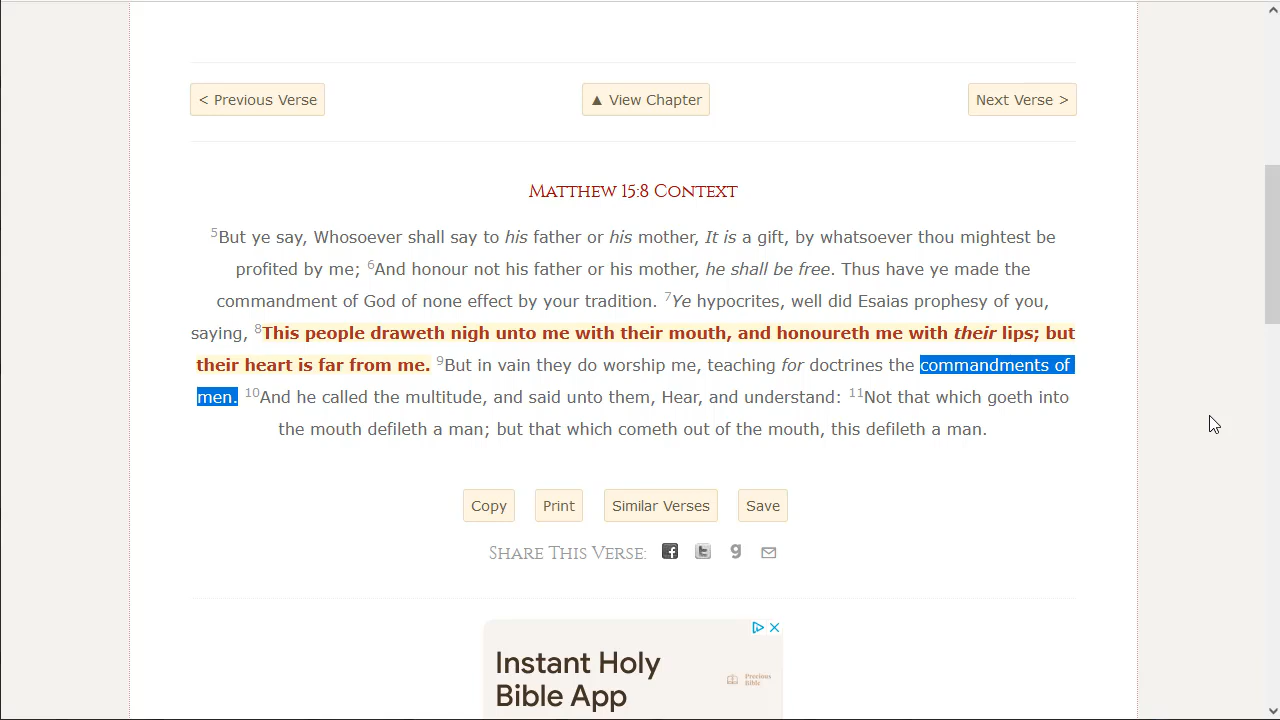 < Previous Verse
▲ View Chapter
Next Verse >
Matthew 15:8 Context
5But ye say, Whosoever shall say to his father or his mother, It is a gift, by whatsoever thou mightest be
profited by me; 6And honour not his father or his mother, he shall be free. Thus have ye made the
commandment of God of none effect by your tradition. 7Ye hypocrites, well did Esaias prophesy of you,
saying, 8This people draweth nigh unto me with their mouth, and honoureth me with their lips; but
their heart is far from me. 9But in vain they do worship me, teaching for doctrines the commandments of
men. 10And he called the multitude, and said unto them, Hear, and understand: 11Not that which goeth into
the mouth defileth a man; but that which cometh out of the mouth, this defileth a man.
Copy
Print
Similar Verses
Save
Share This Verse:
Instant Holy
Bible App
Precious
Bible